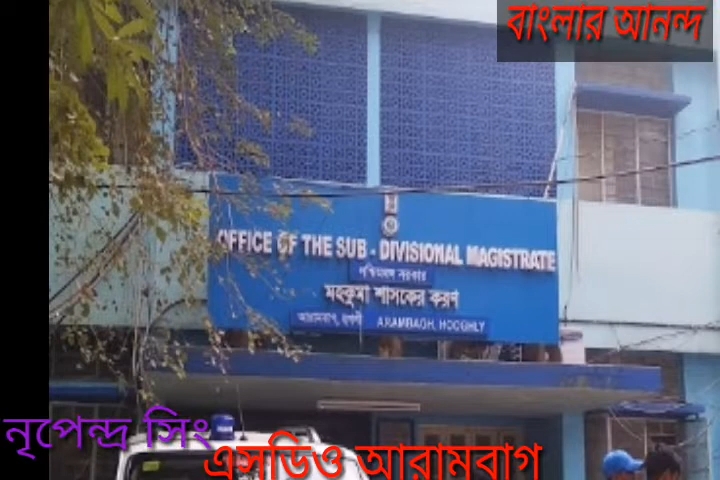 বাংলার আনন্দ
OFFICE OF THE SUB - DIVISIONAL MAGISTRATE
পশ্চিমবঙ্গ সরকার
মহকুমা শাসকের করণ
আরামবাগ, হুগলী ARAMBAGH, HOOGHLY
নৃপেন্দ্র সিং
এসডিও আরামবাগ